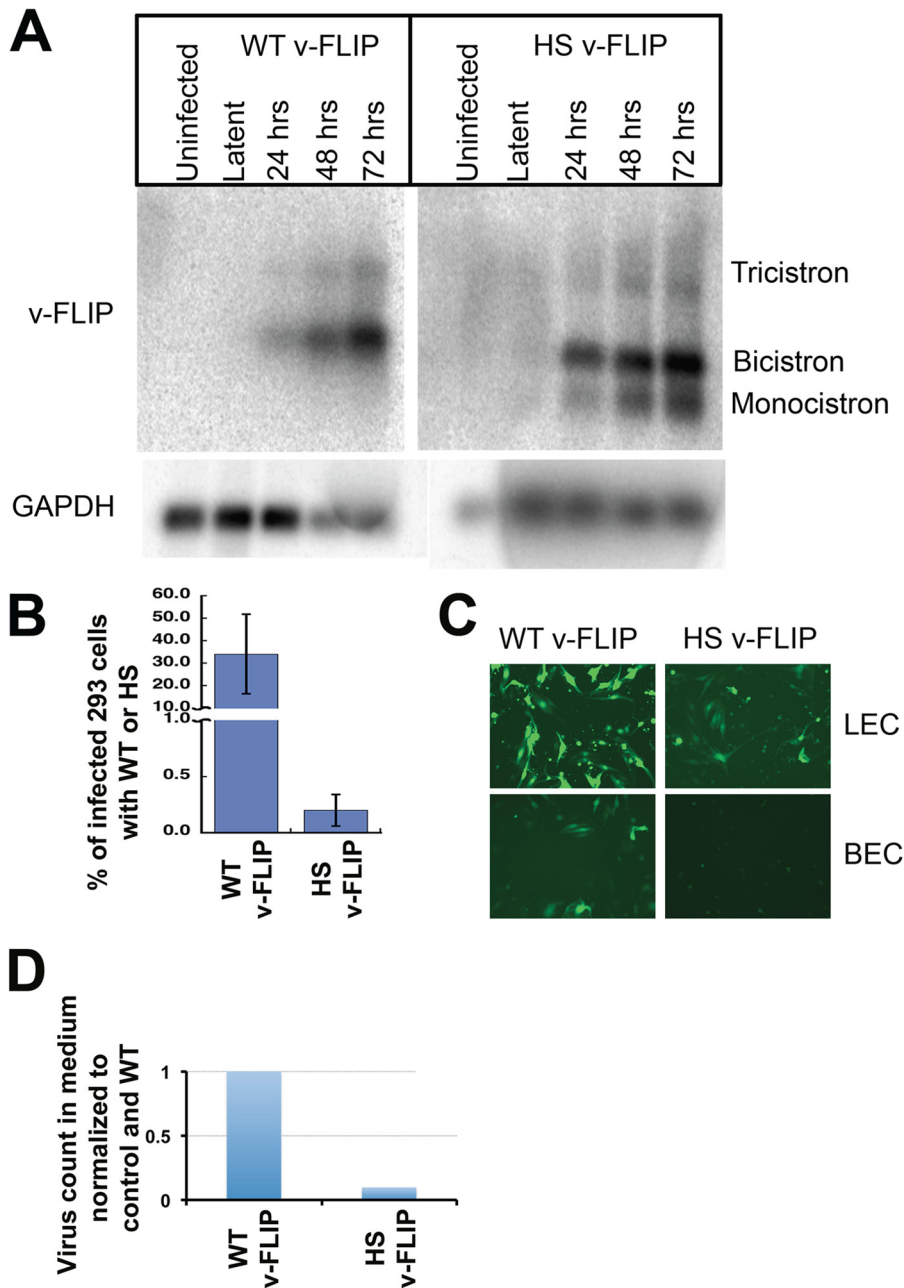 A
WT v-FLIP
HS v-FLIP
Uninfected
Latent
24 hrs
48 hrs
72 hrs
Uninfected
Latent
24 hrs
48 hrs
72 hrs
v-FLIP
Tricistron
Bicistron
Monocistron
GAPDH
B
% of infected 293 cells
with WT or HS
60.0
50.0
40.0
30.0
20.0
10.0
1.0
0.5
0.0
WT
v-FLIP
HS
v-FLIP
C
WT v-FLIP
HS v-FLIP
LEC
BEC
D
Virus count in medium
normalized to
control and WT
1
0.5
0
WT
v-FLIP
HS
v-FLIP